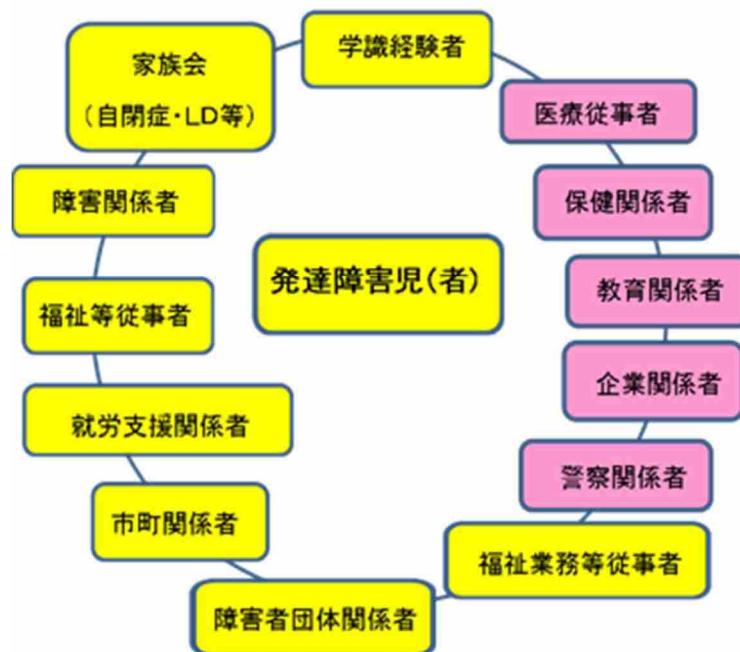 学識経験者
家族会
(自閉症・LD等)
医療従事者
障害関係者
保健関係者
発達障害児(者)
教育関係者
福祉等従事者
企業関係者
就労支援関係者
警察関係者
市町関係者
福祉業務等従事者
障害者団体関係者